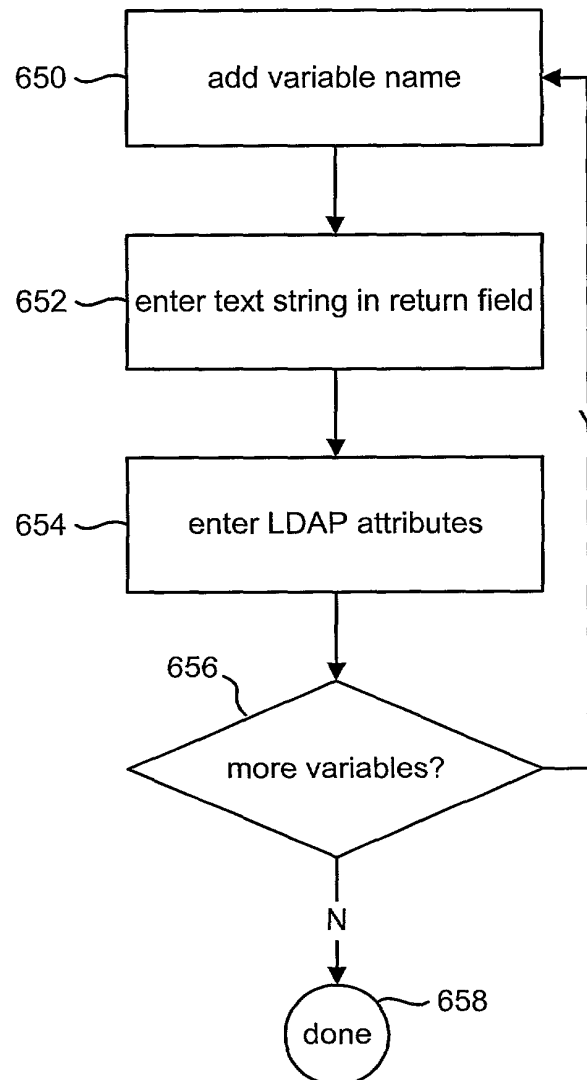 650
add variable name
652
enter text string in return field
654
enter LDAP attributes
Y
656
more variables?
N
658
done